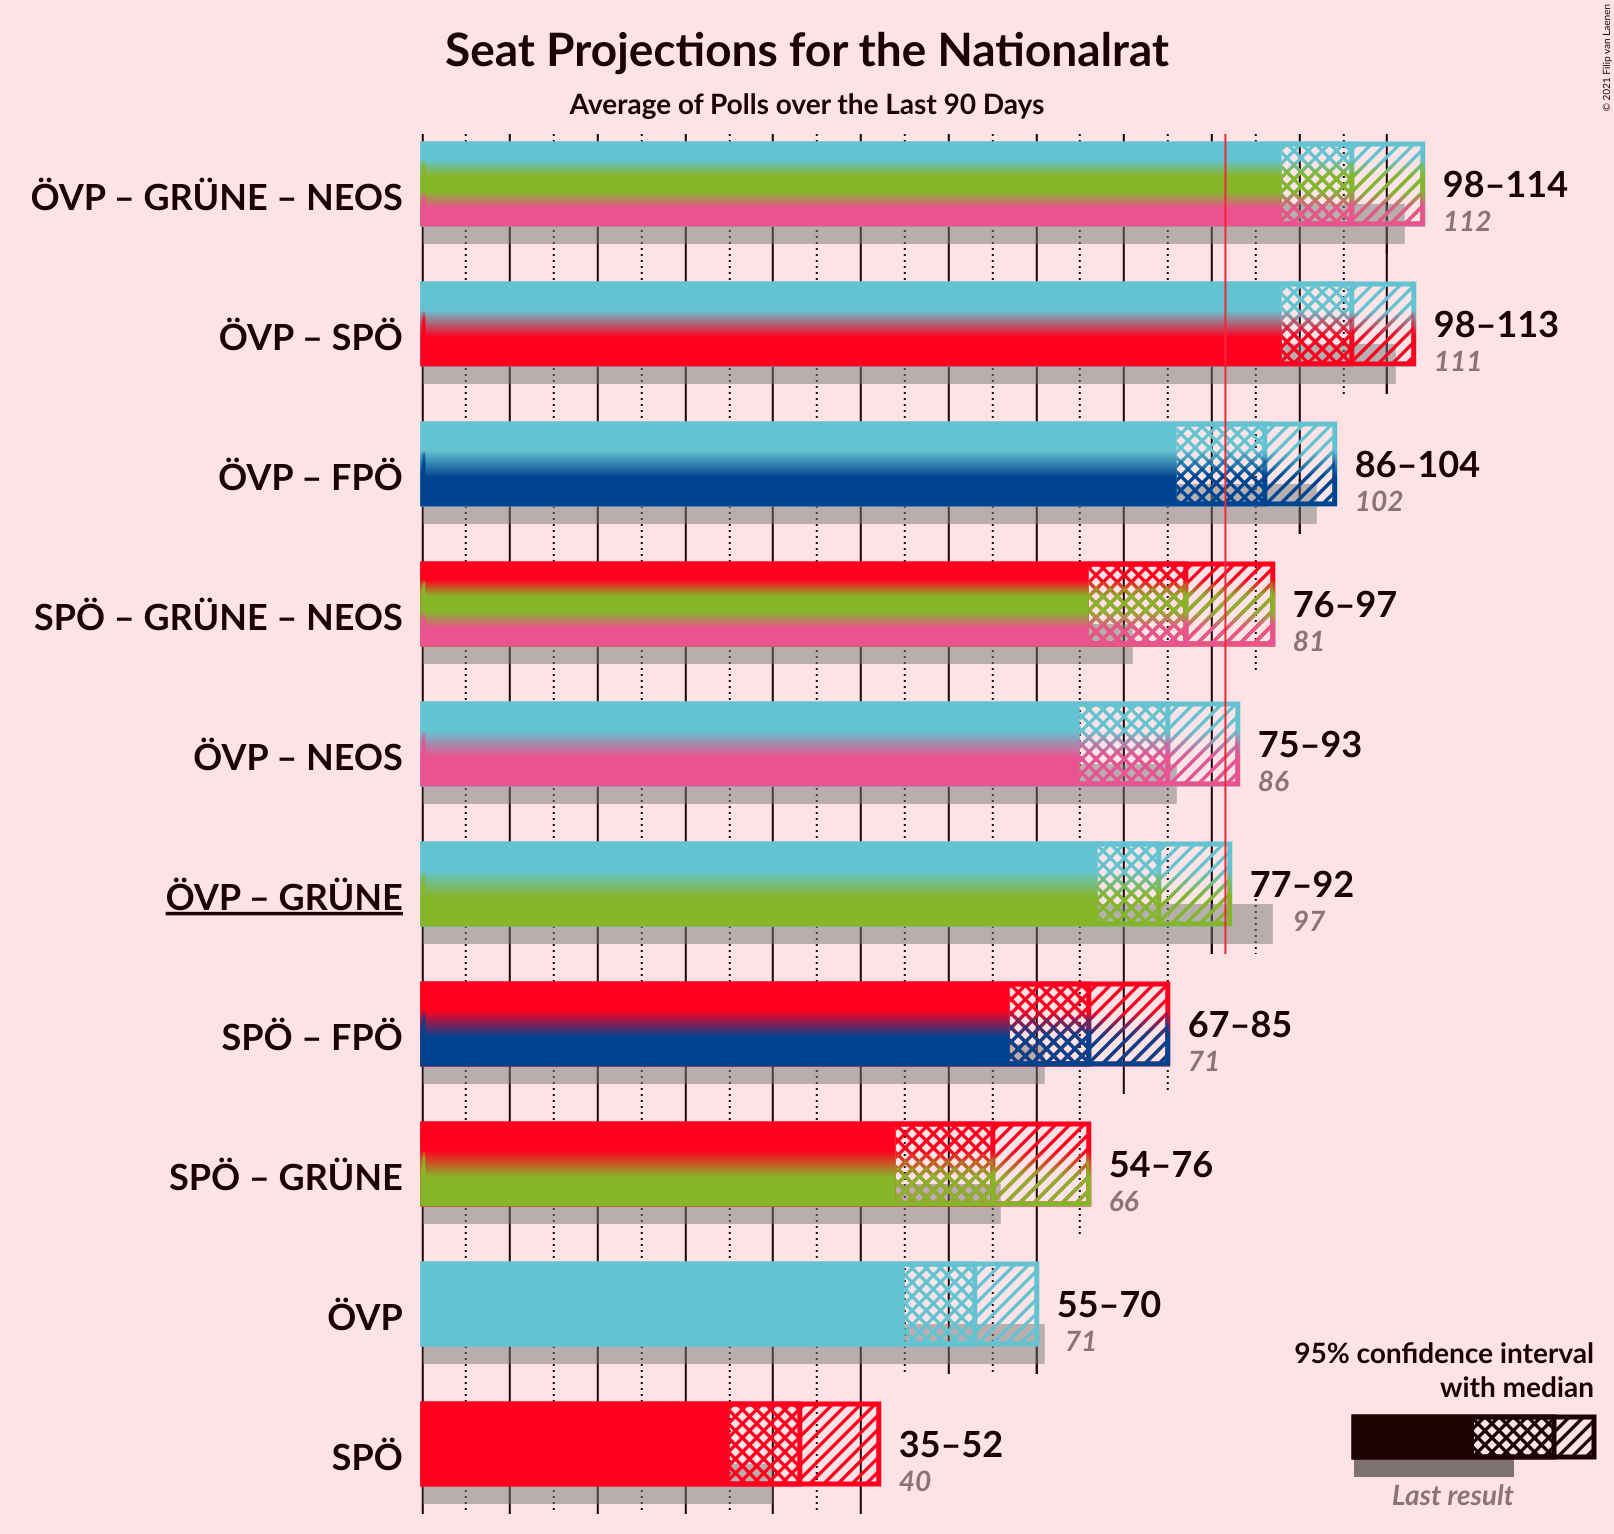 Seat Projections for the Nationalrat
Average of Polls over the Last 90 Days
© 2021 Filip van Laenen
ÖVP – GRÜNE – NEOS
98–114
112
ÖVP – SPÖ
98–113
111
ÖVP – FPÖ
86–104
102
SPÖ – GRÜNE – NEOS
76–97
81
ÖVP – NEOS
75–93
86
ÖVP – GRÜNE
77–92
97
SPÖ – FPÖ
67–85
71
SPÖ – GRÜNE
54–76
66
ÖVP
55–70
71
SPÖ
35–52
40
95% confidence interval
with median
Last result